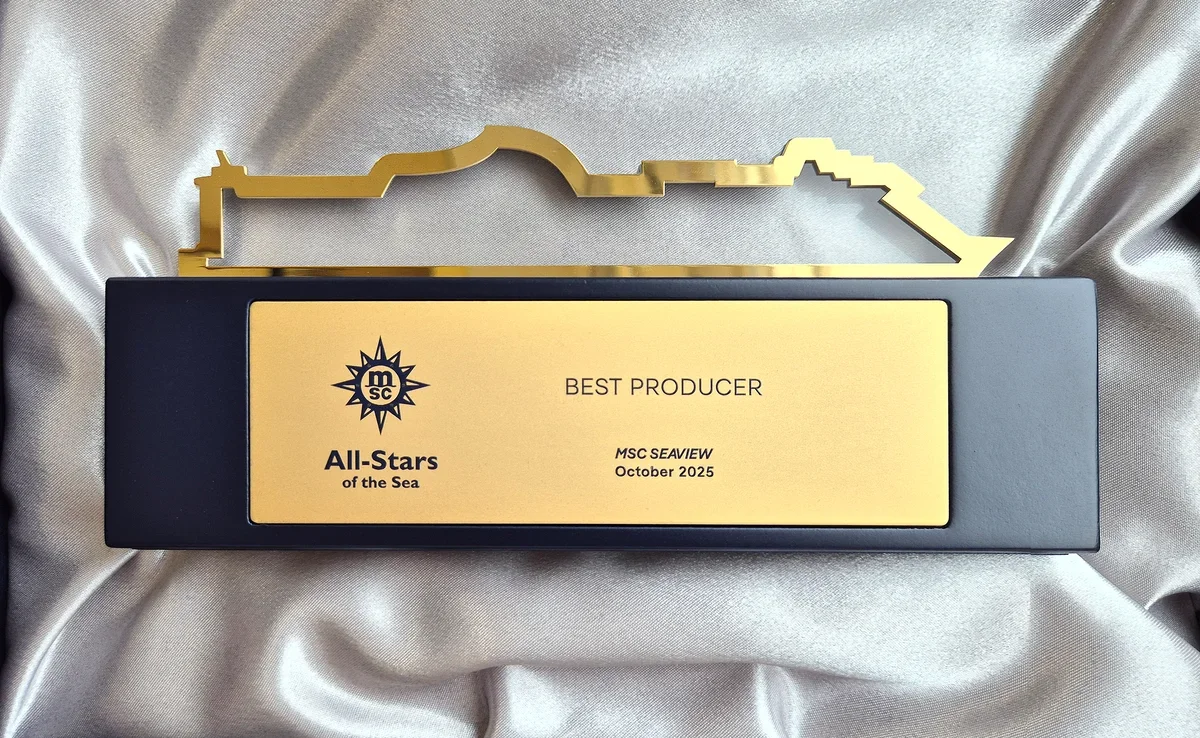 msc
All-Stars
of the Sea
BEST PRODUCER
MSC SEAVIEW
October 2025